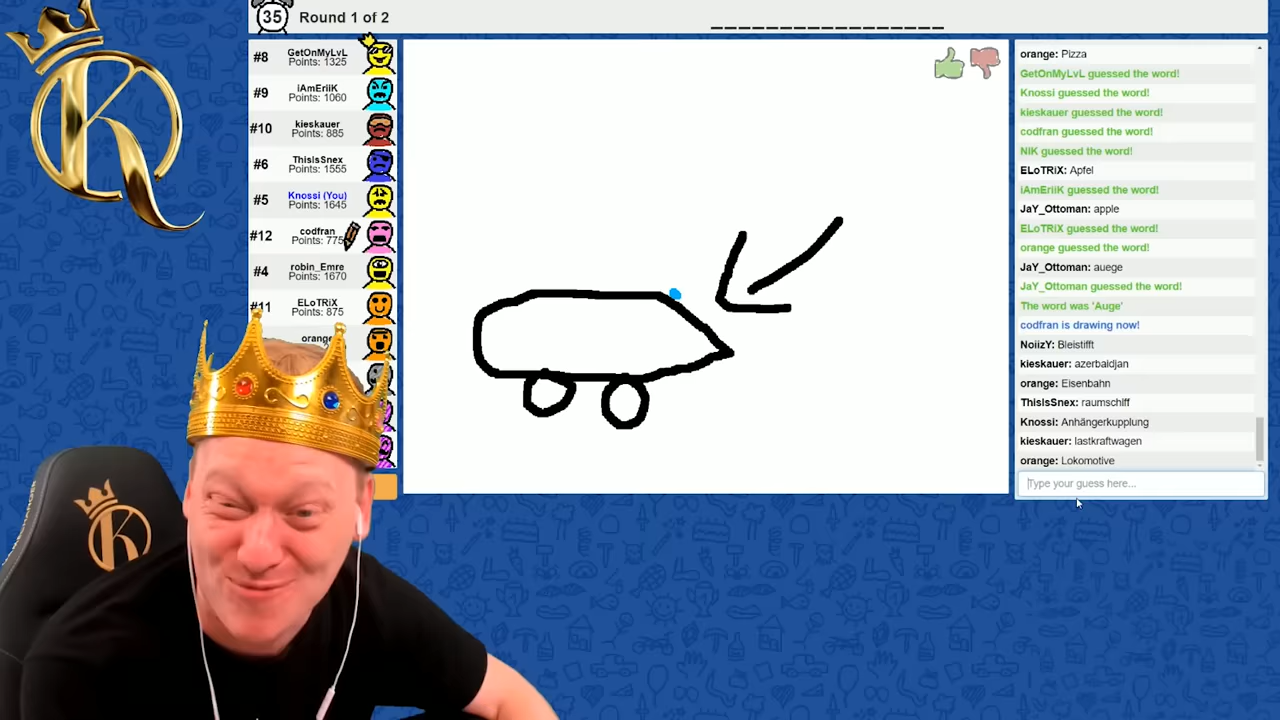 35
Round 1 of 2
#8 GetOnMyLvL
Points: 1325
#9 iAmEriiK
Points: 1060
#10 kieskauer
Points: 885
#6 ThisIsSnex
Points: 1555
#5 Knossi (You)
Points: 1645
#12 codfran
Points: 775
#4 robin_Emre
Points: 1670
#11 ELoTRiX
Points: 875
orange
orange: Pizza
GetOnMyLvL guessed the word!
Knossi guessed the word!
kieskauer guessed the word!
codfran guessed the word!
NIK guessed the word!
ELoTRiX: Apfel
iAmEriiK guessed the word!
JaY_Ottoman: apple
ELoTRiX guessed the word!
orange guessed the word!
JaY_Ottoman: auege
JaY_Ottoman guessed the word!
The word was 'Auge'
codfran is drawing now!
NoiizY: Bleistifft
kieskauer: azerbaldjan
orange: Eisenbahn
ThisIsSnex: raumschiff
Knossi: Anhängerkupplung
kieskauer: lastkraftwagen
orange: Lokomotive
Type your guess here...
K
K